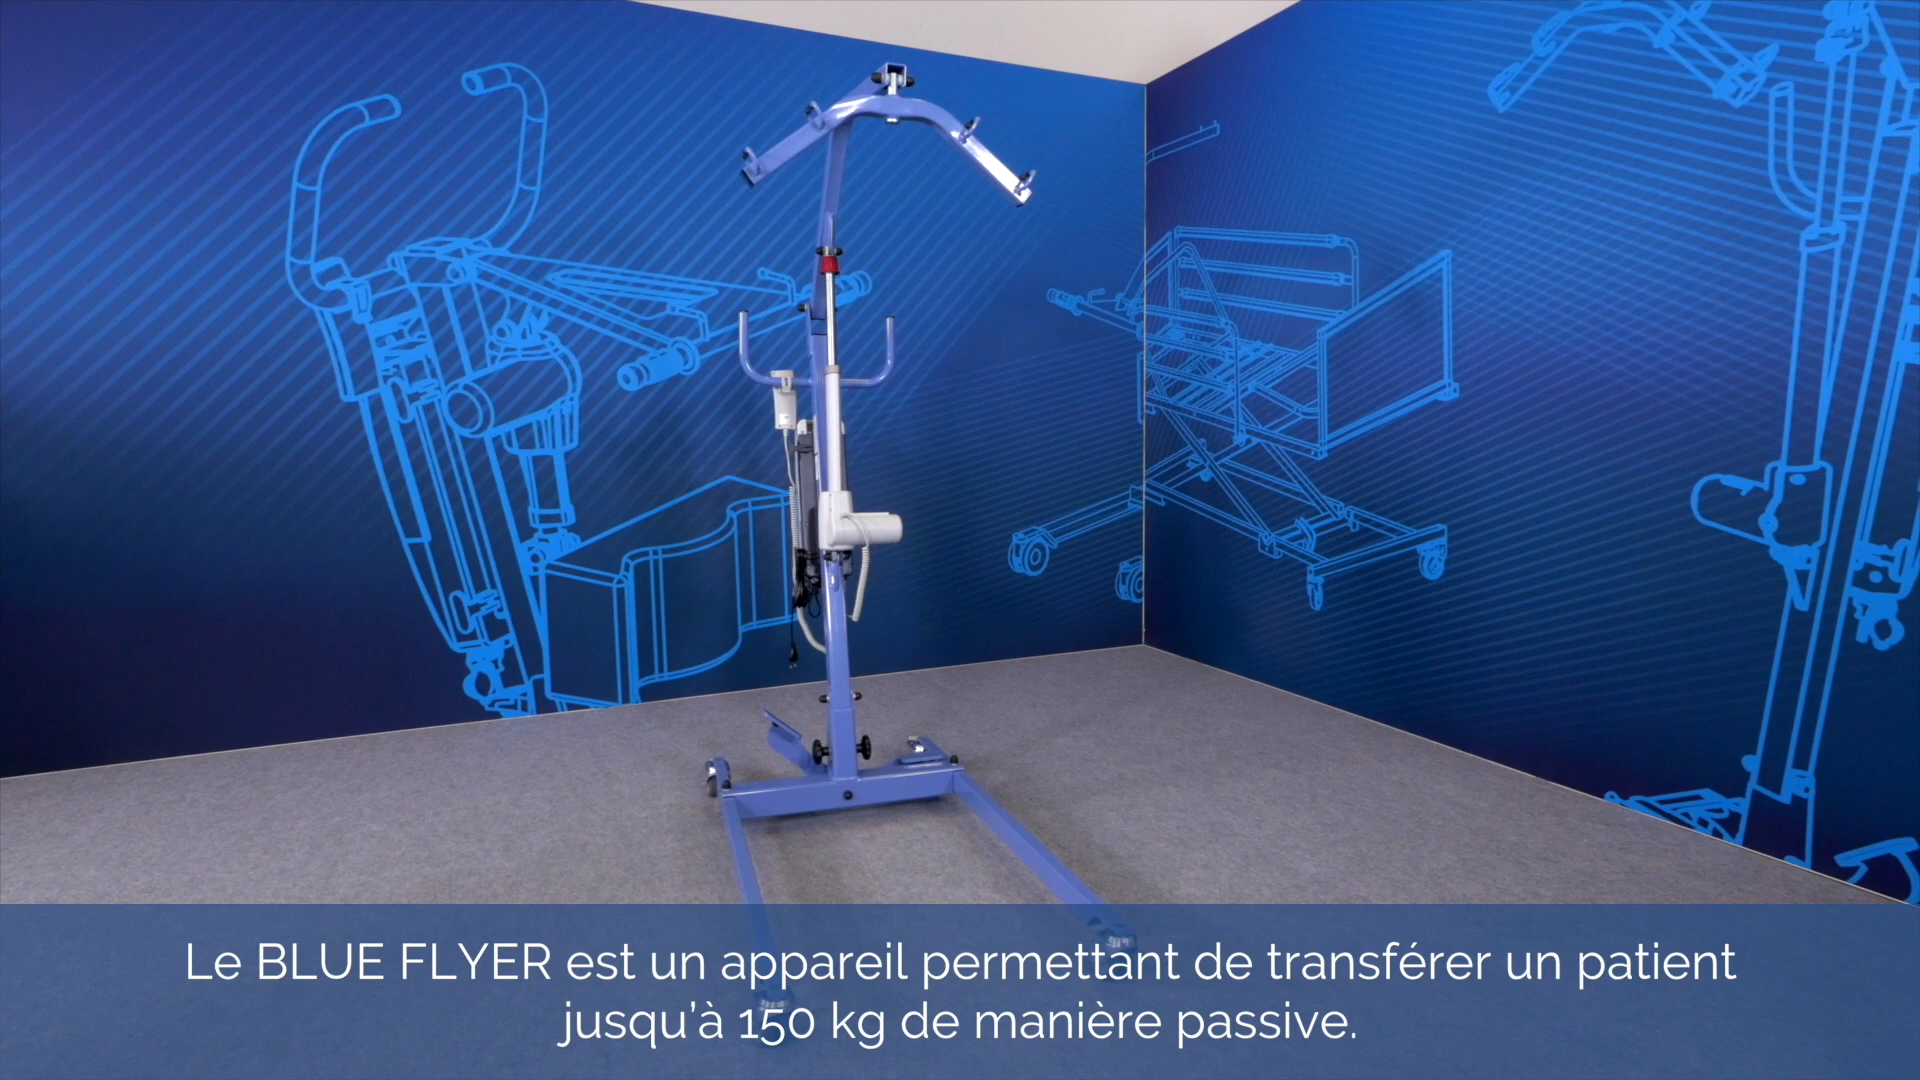 Le BLUE FLYER est un appareil permettant de transférer un patient
jusqu'à 150 kg de manière passive.